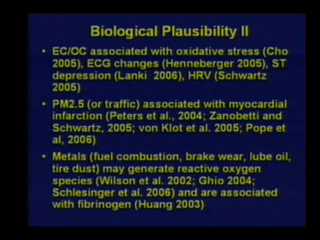 Biological Plausibility II
• EC/OC associated with oxidative stress (Cho
2005), ECG changes (Henneberger 2005), ST
depression (Lanki 2006), HRV (Schwartz
2005)
• PM2.5 (or traffic) associated with myocardial
infarction (Peters et al., 2004; Zanobetti and
Schwartz, 2005; von Klot et al. 2005; Pope et
al, 2006)
• Metals (fuel combustion, brake wear, lube oil,
tire dust) may generate reactive oxygen
species (Wilson et al. 2002; Ghio 2004;
Schlesinger et al. 2006) and are associated
with fibrinogen (Huang 2003)